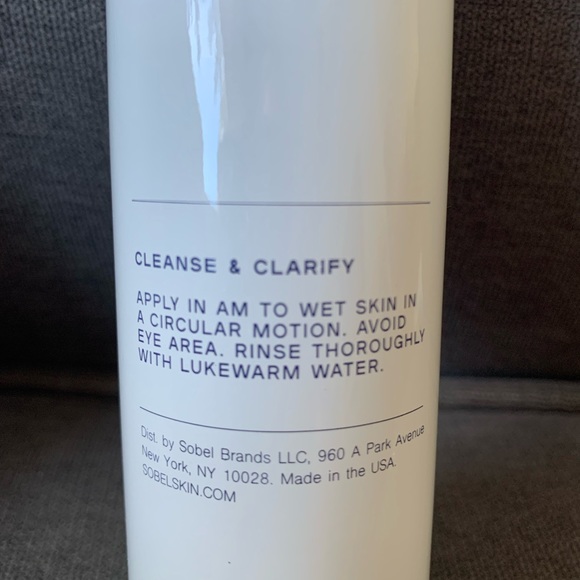 CLEANSE & CLARIFY
APPLY IN AM TO WET SKIN IN
A CIRCULAR MOTION. AVOID
EYE AREA. RINSE THOROUGHLY
WITH LUKEWARM WATER.
Dist. by Sobel Brands LLC, 960 A Park Avenue
New York, NY 10028. Made in the USA.
SOBELSKIN.COM